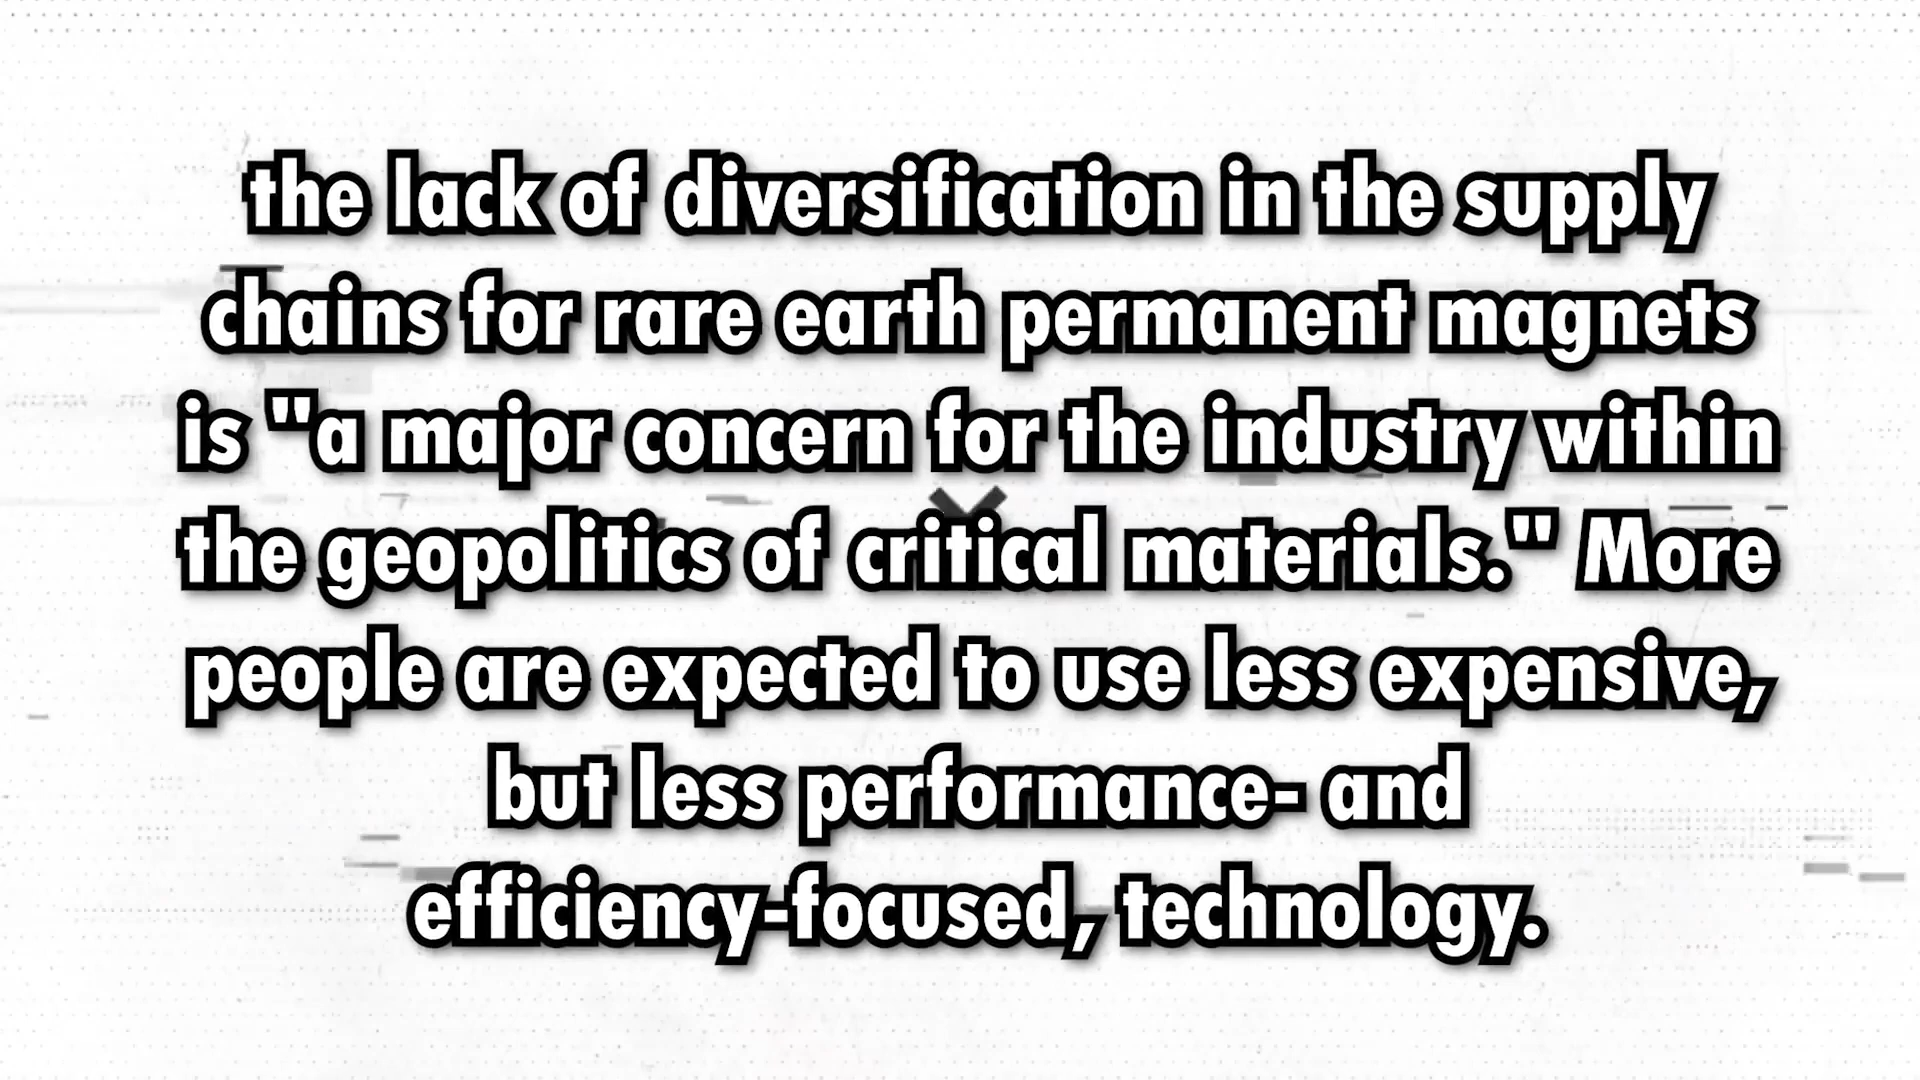 the lack of diversification in the supply
chains for rare earth permanent magnets
is "a major concern for the industry within
the geopolitics of critical materials." More
people are expected to use less expensive,
but less performance- and
efficiency-focused, technology.